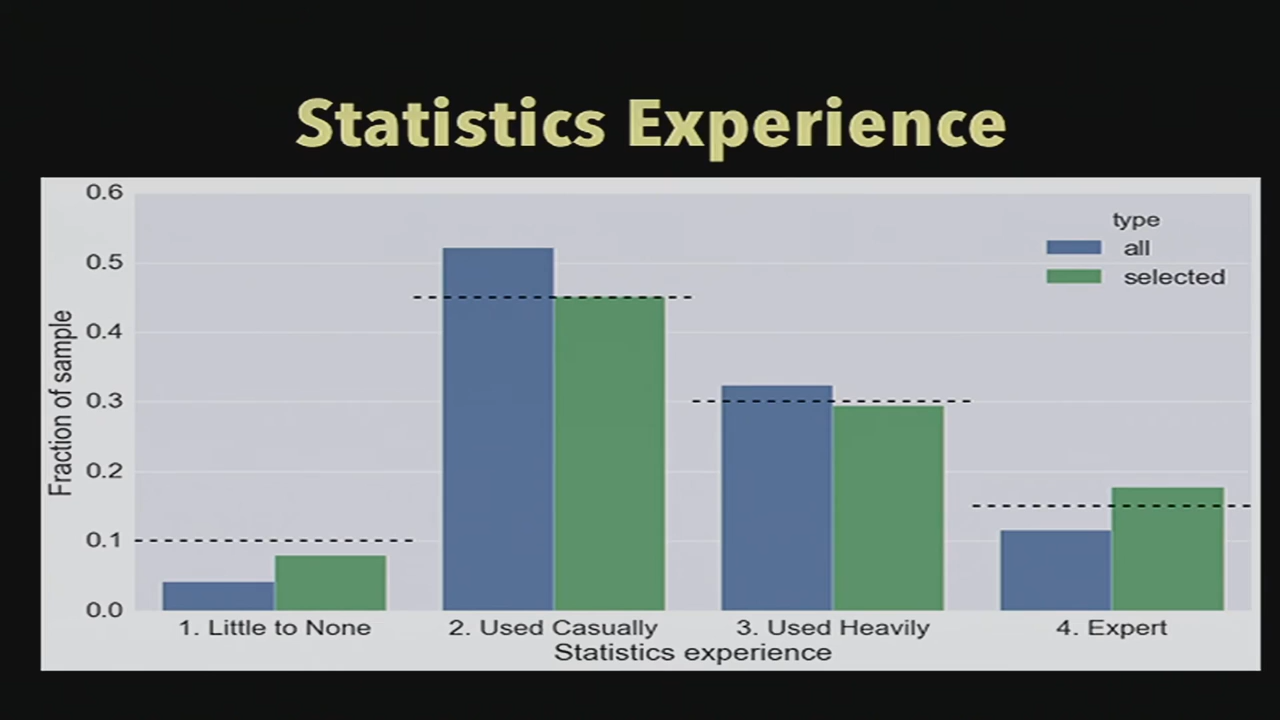 Statistics Experience
0.6
0.5
0.4
0.3
0.2
0.1
0.0
Fraction of sample
type
all
selected
1. Little to None
2. Used Casually
3. Used Heavily
4. Expert
Statistics experience